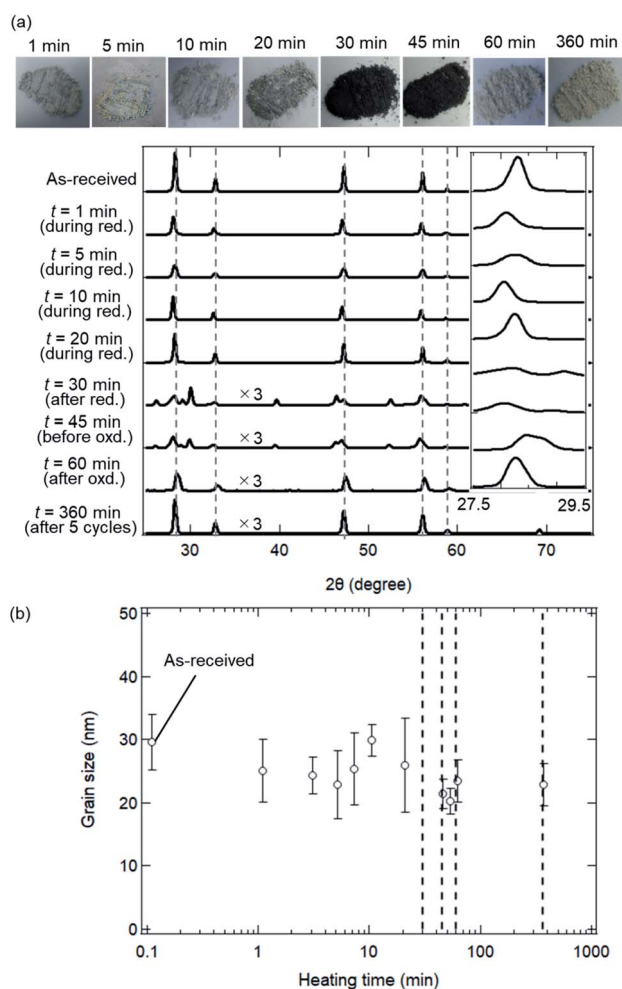 (a)
1 min 5 min 10 min 20 min 30 min 45 min 60 min 360 min
As-received
t = 1 min
(during red.)
t = 5 min
(during red.)
t = 10 min
(during red.)
t = 20 min
(during red.)
t = 30 min
(after red.)
× 3
t = 45 min
(before oxd.)
× 3
t = 60 min
(after oxd.)
× 3
t = 360 min
(after 5 cycles)
× 3
27.5 29.5
30 40 50 60 70
2θ (degree)
(b)
50
40
30
20
10
0
Grain size (nm)
As-received
0.1 1 10 100 1000
Heating time (min)